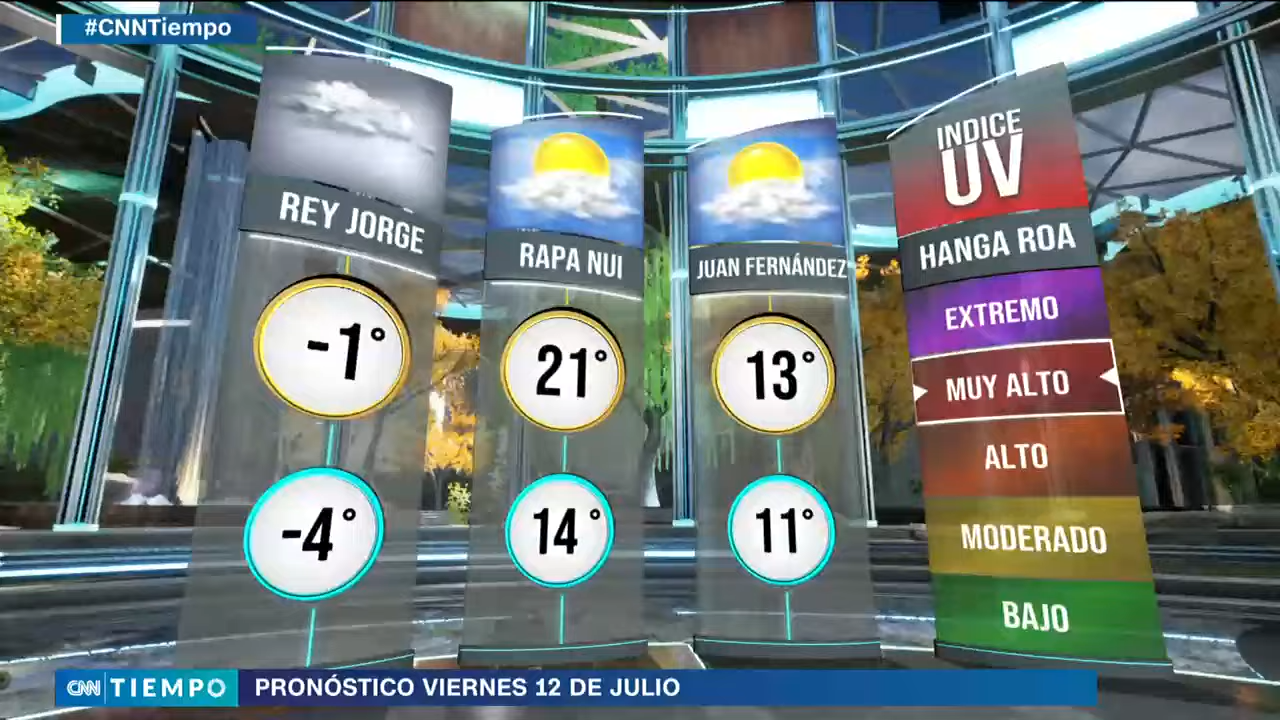 #CNNTiempo
REY JORGE
-1°
-4°
RAPA NUI
21°
14°
JUAN FERNÁNDEZ
13°
11°
INDICE
UV
HANGA ROA
EXTREMO
MUY ALTO
ALTO
MODERADO
BAJO
CNN TIEMPO
PRONÓSTICO VIERNES 12 DE JULIO